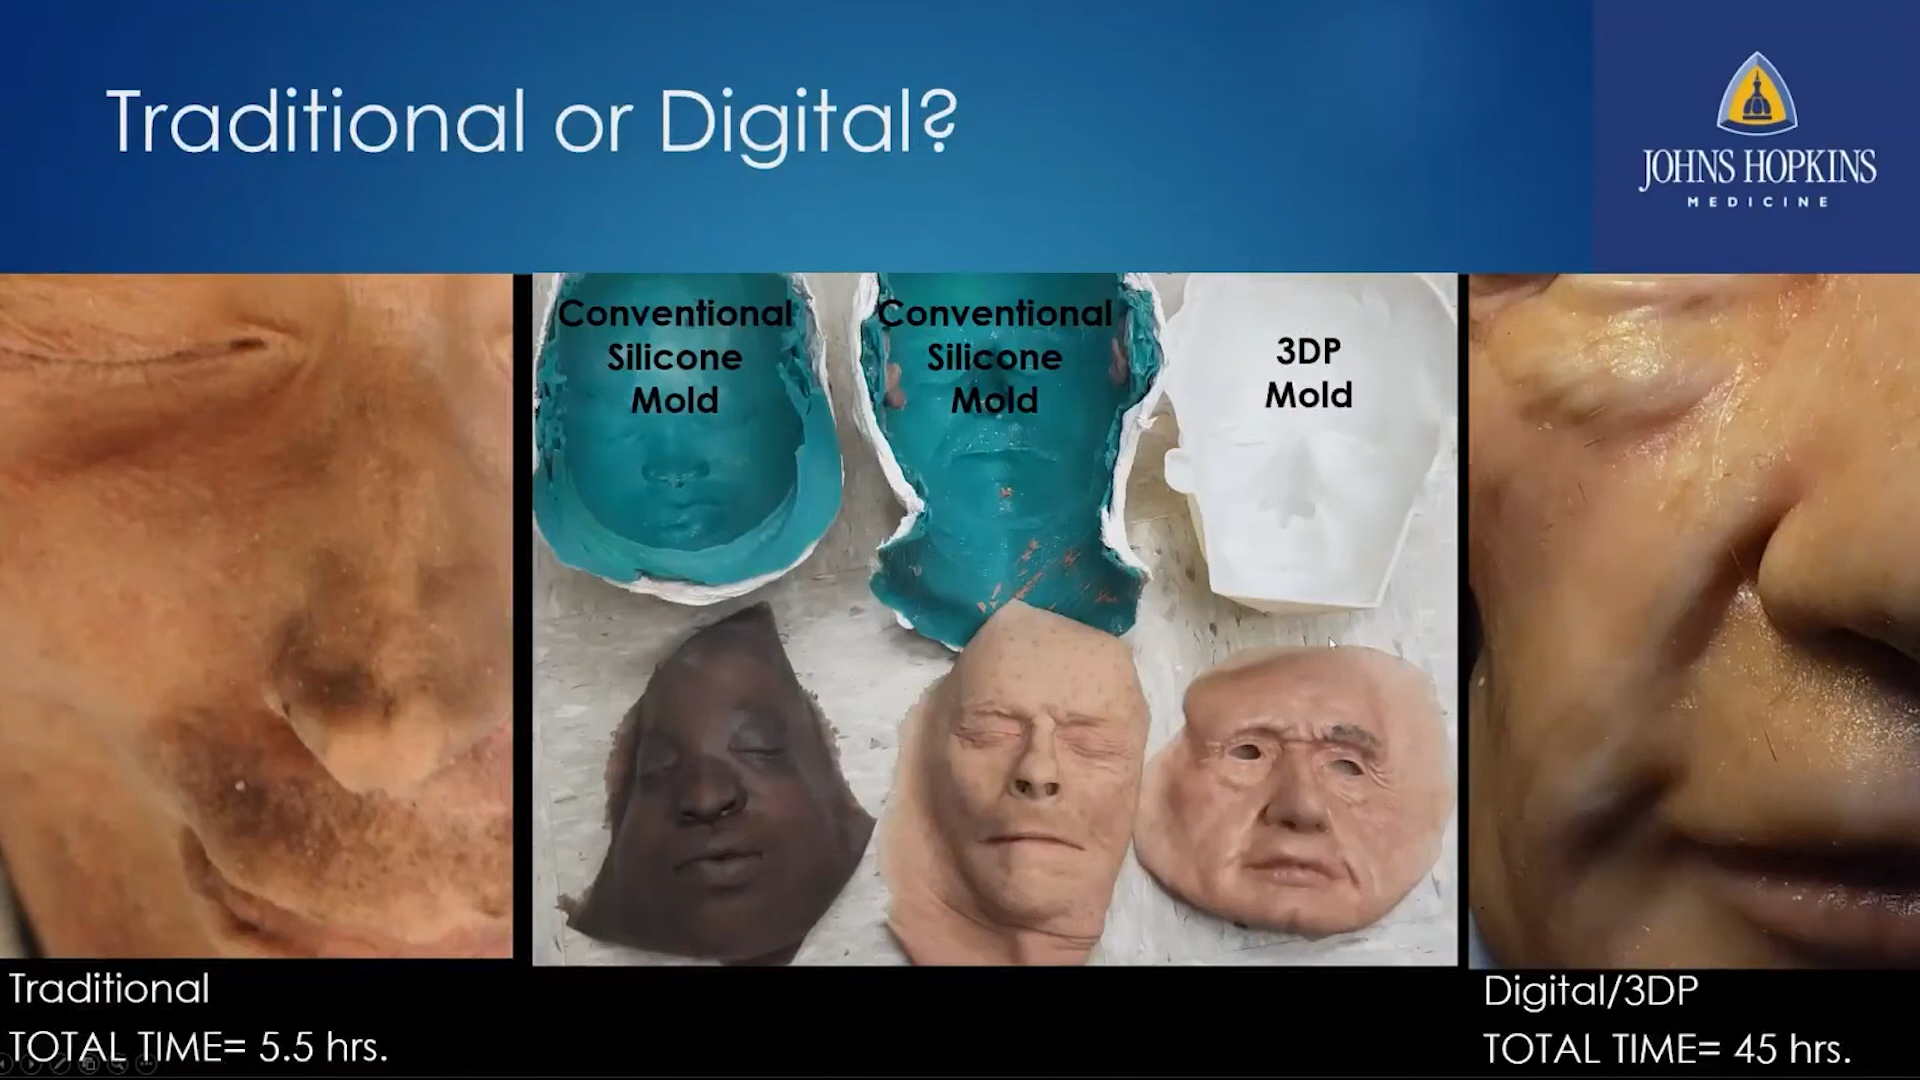 Traditional or Digital?
JOHNS HOPKINS
MEDICINE
Conventional
Silicone
Mold
Conventional
Silicone
Mold
3DP
Mold
Traditional
TOTAL TIME= 5.5 hrs.
Digital/3DP
TOTAL TIME= 45 hrs.